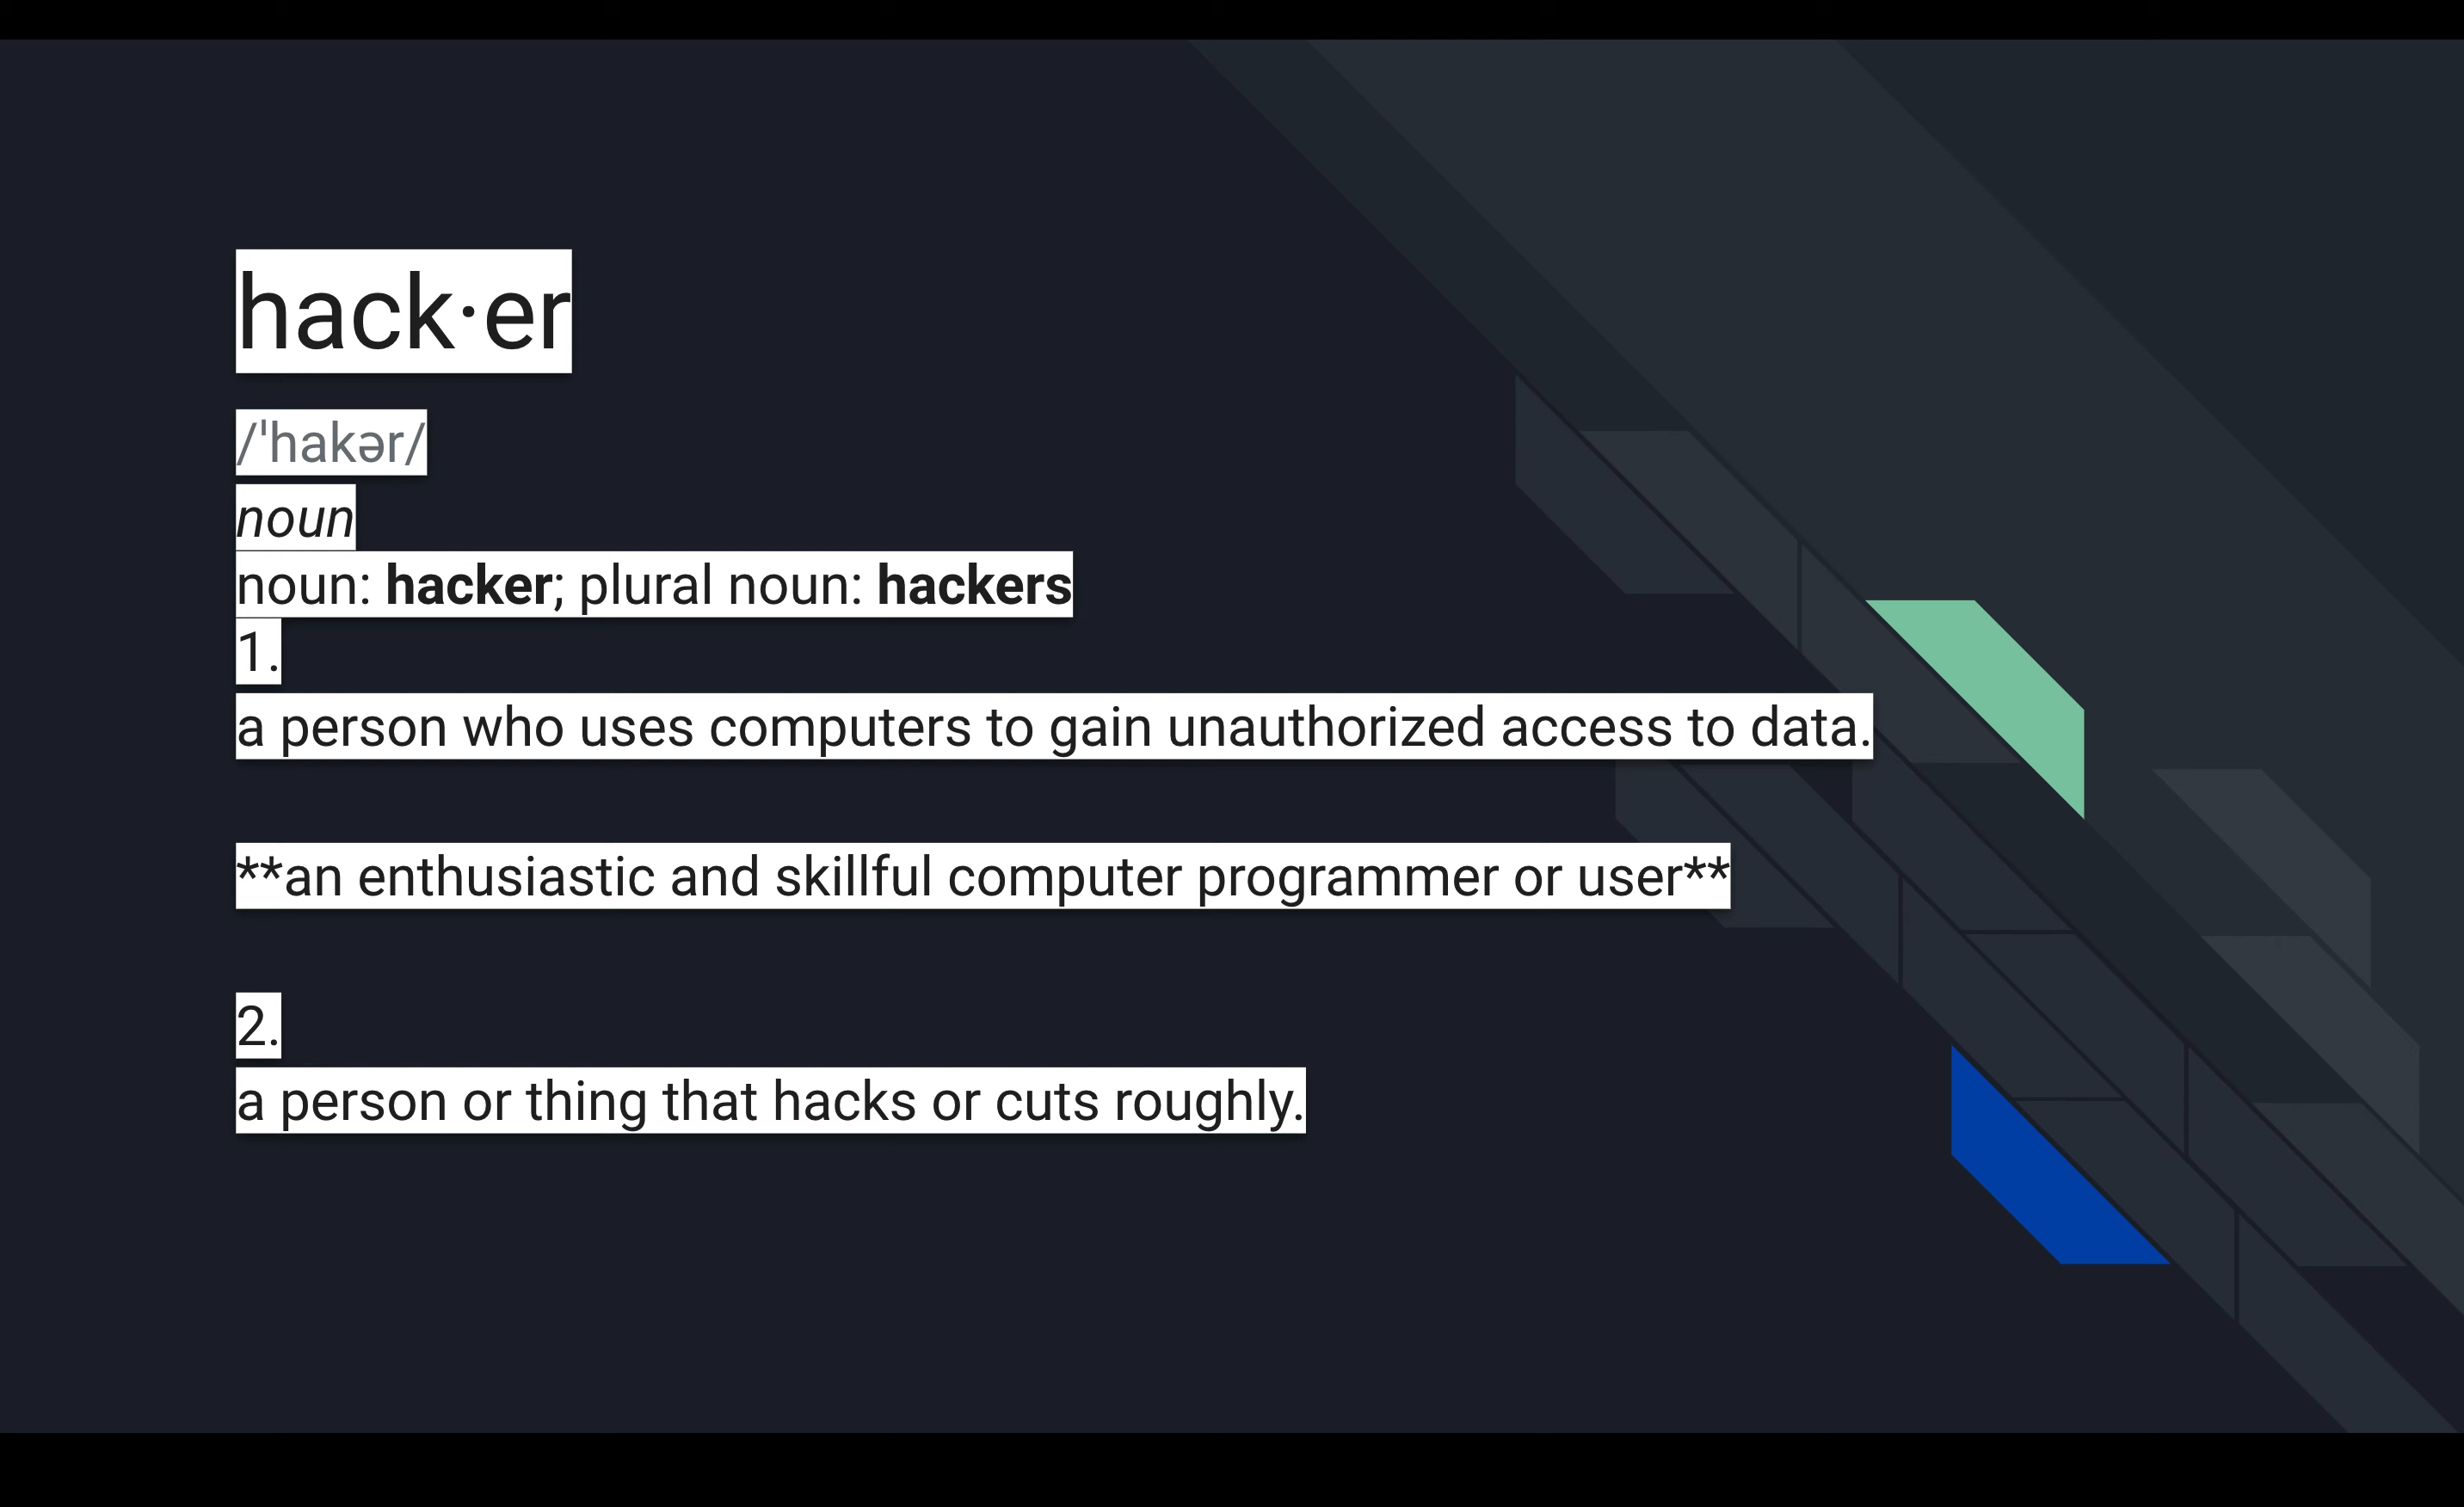 hack·er
/ˈhakər/
noun
noun: hacker; plural noun: hackers
1.
a person who uses computers to gain unauthorized access to data.
**an enthusiastic and skillful computer programmer or user**
2.
a person or thing that hacks or cuts roughly.